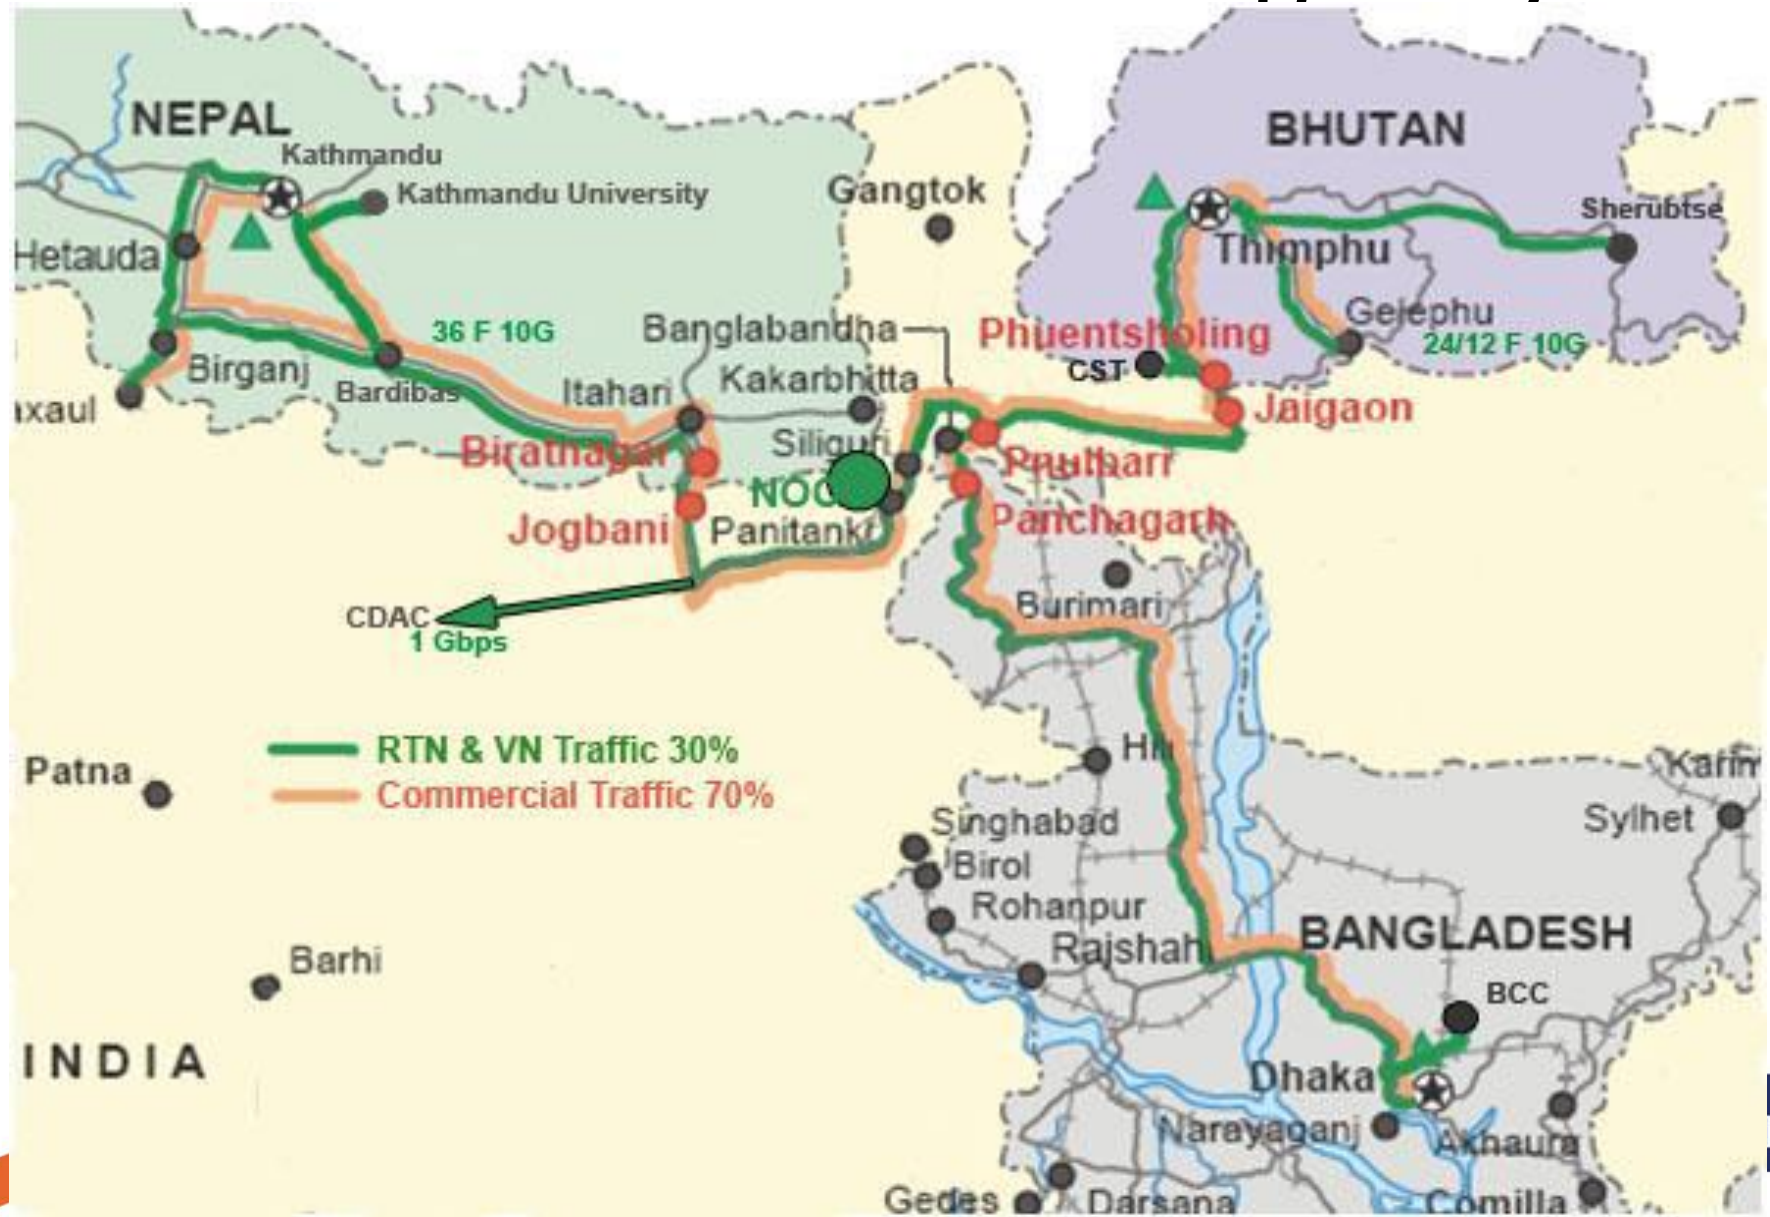 NEPAL
BHUTAN
Kathmandu
Kathmandu University
Gangtok
Sherubtse
Hetauda
Thimphu
Gelephu
36 F 10G
Banglabandha
Phuentsholing
24/12 F 10G
Birganj
CST
Kakarbhitta
Bardibas
Itahari
axaul
Jaigaon
Siliguri
Biratnagar
NOC
Panchagarh
Jogbani
Panitanki
Burimari
CDAC
1 Gbps
RTN & VN Traffic 30%
Hili
Patna
Commercial Traffic 70%
Karim
Singhabad
Sylhet
Birol
Rohanpur
BANGLADESH
Rajshahi
Barhi
BCC
INDIA
Dhaka
Narayaganj
Akhaura
Gedes
Darsana
Comilla